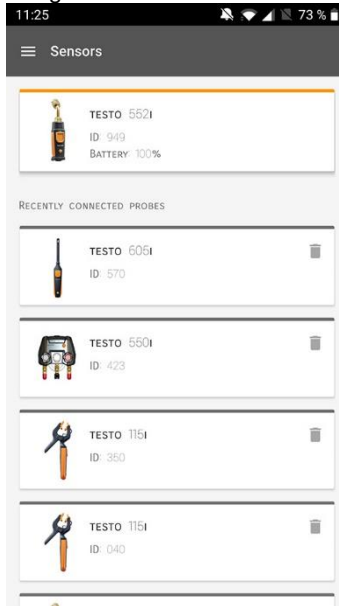 11:25 73 %
Sensors
TESTO 552I
ID: 949
BATTERY: 100%
RECENTLY CONNECTED PROBES
TESTO 605I
ID: 570
TESTO 550I
ID: 423
TESTO 115I
ID: 350
TESTO 115I
ID: 040